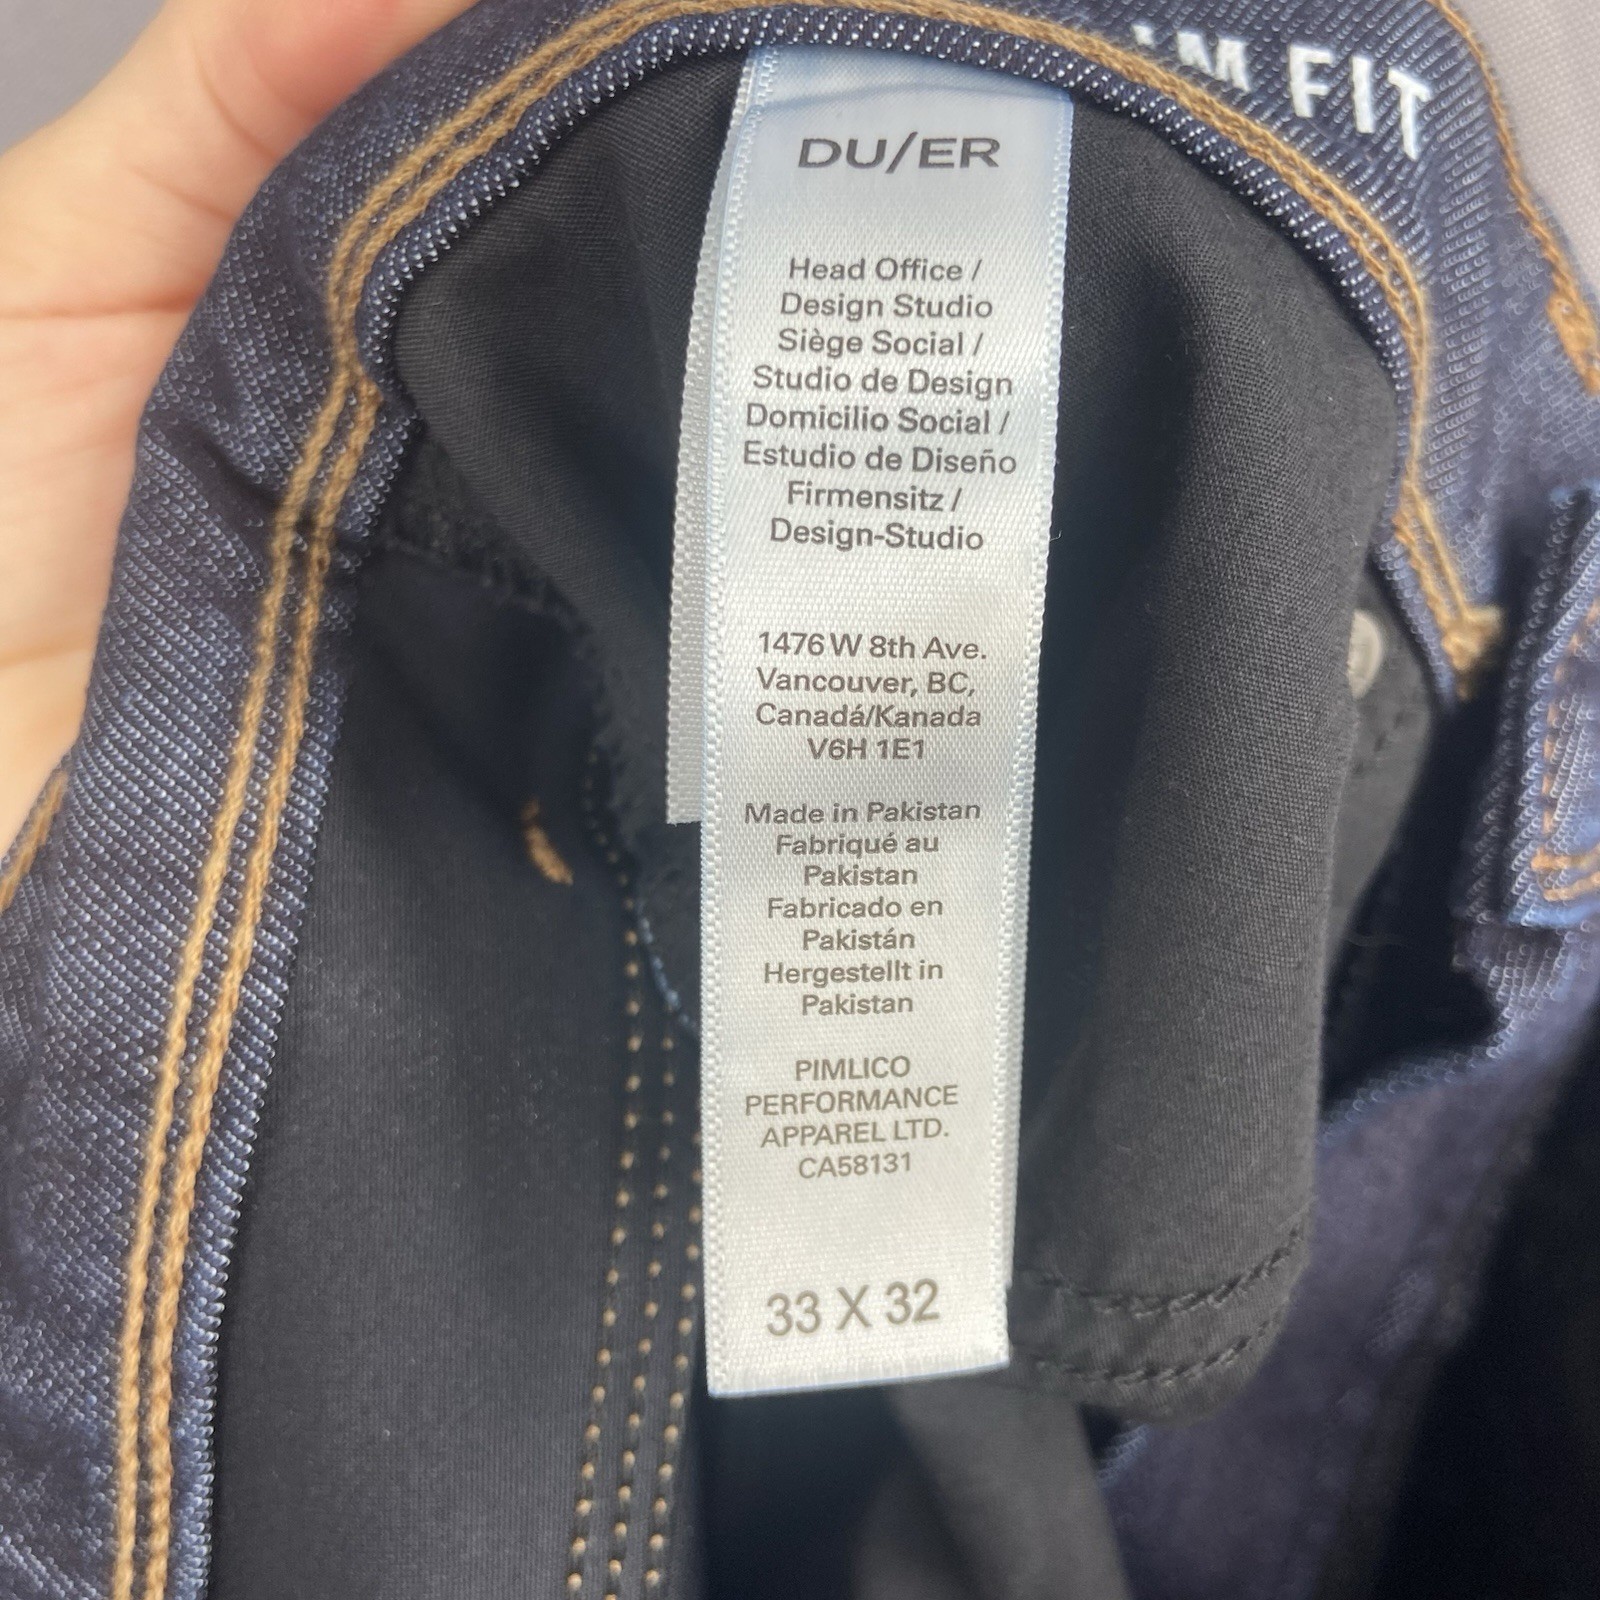 M FIT
DU/ER
Head Office /
Design Studio
Siège Social /
Studio de Design
Domicilio Social /
Estudio de Diseño
Firmensitz /
Design-Studio
1476 W 8th Ave.
Vancouver, BC,
Canadá/Kanada
V6H 1E1
Made in Pakistan
Fabriqué au
Pakistan
Fabricado en
Pakistán
Hergestellt in
Pakistan
PIMLICO
PERFORMANCE
APPAREL LTD.
CA58131
33 X 32